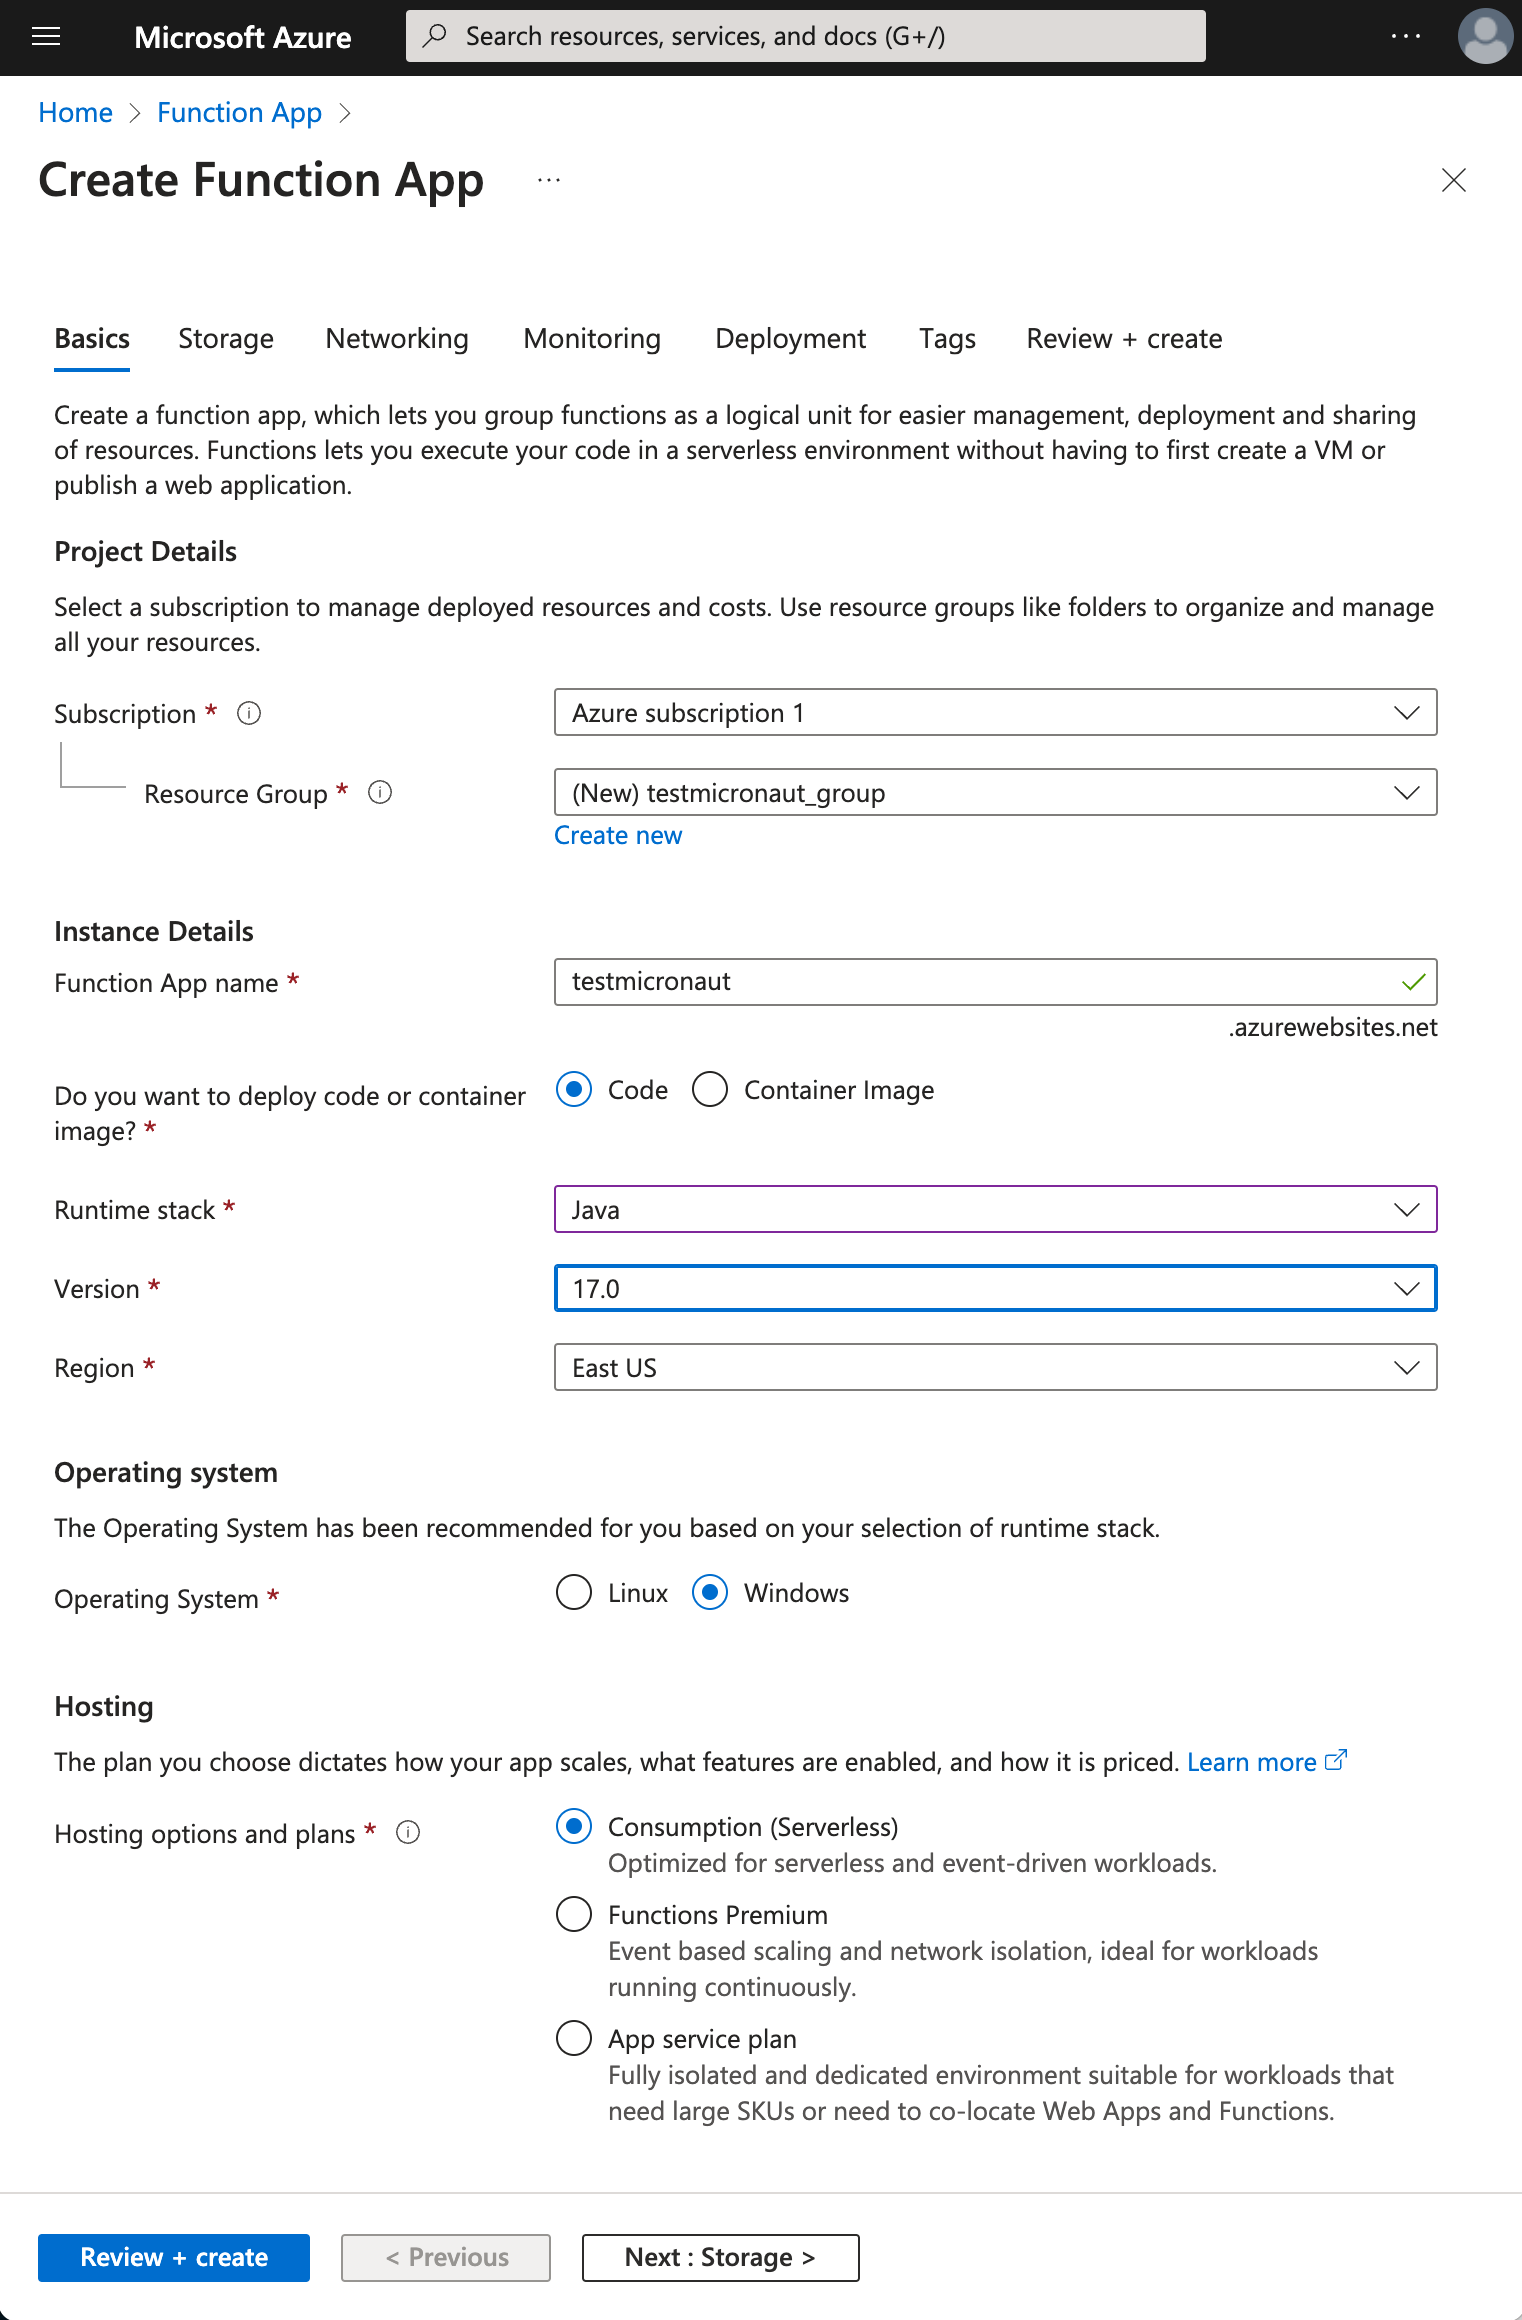 Microsoft Azure
Search resources, services, and docs (G+/)
...
Home > Function App >
Create Function App ...
Basics Storage Networking Monitoring Deployment Tags Review + create
Create a function app, which lets you group functions as a logical unit for easier management, deployment and sharing
of resources. Functions lets you execute your code in a serverless environment without having to first create a VM or
publish a web application.
Project Details
Select a subscription to manage deployed resources and costs. Use resource groups like folders to organize and manage
all your resources.
Subscription *
Azure subscription 1
Resource Group *
(New) testmicronaut_group
Create new
Instance Details
Function App name *
testmicronaut
.azurewebsites.net
Do you want to deploy code or container
image? *
Code Container Image
Runtime stack *
Java
Version *
17.0
Region *
East US
Operating system
The Operating System has been recommended for you based on your selection of runtime stack.
Operating System *
Linux Windows
Hosting
The plan you choose dictates how your app scales, what features are enabled, and how it is priced. Learn more
Hosting options and plans *
Consumption (Serverless)
Optimized for serverless and event-driven workloads.
Functions Premium
Event based scaling and network isolation, ideal for workloads
running continuously.
App service plan
Fully isolated and dedicated environment suitable for workloads that
need large SKUs or need to co-locate Web Apps and Functions.
Review + create
< Previous
Next : Storage >